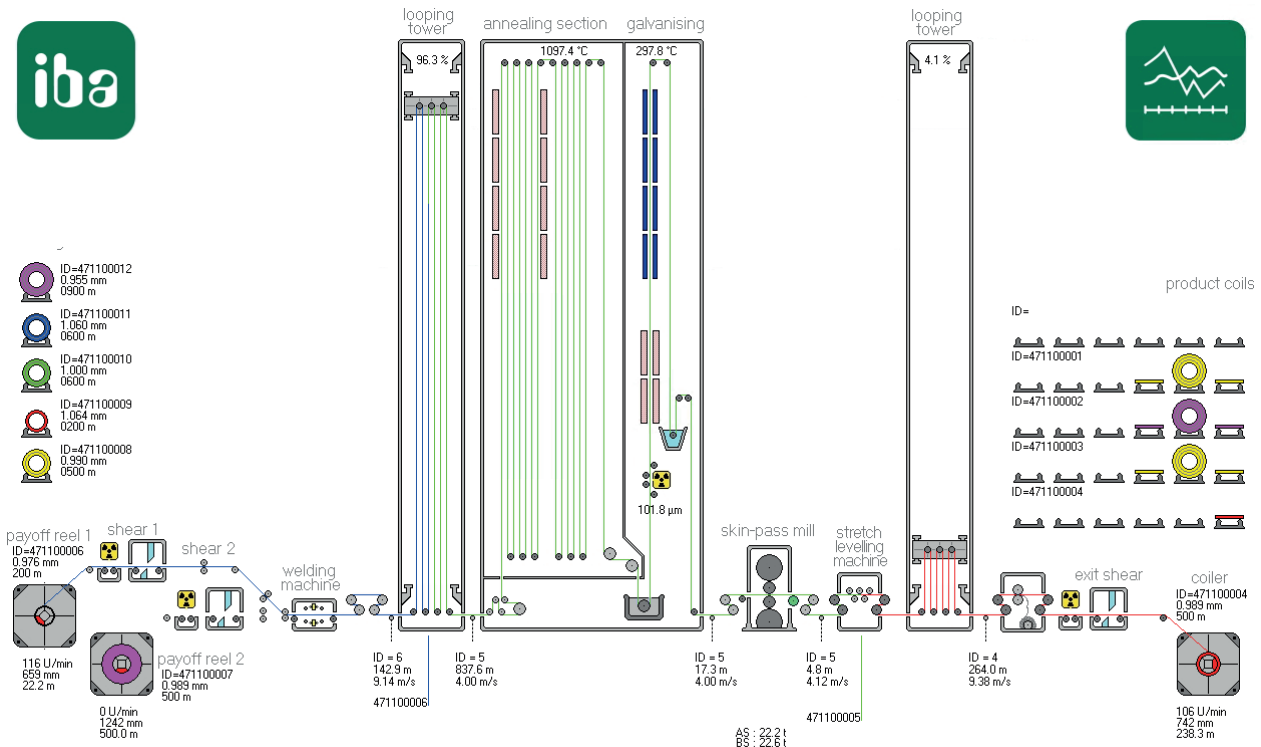 iba
looping
tower
96.3 %
annealing section
1097.4 °C
galvanising
297.8 °C
looping
tower
4.1 %
ID=471100012
0.955 mm
0900 m
ID=471100011
1.060 mm
0600 m
ID=471100010
1.000 mm
0600 m
ID=471100009
1.064 mm
0200 m
ID=471100008
0.990 mm
0500 m
product coils
ID=
ID=471100001
ID=471100002
ID=471100003
ID=471100004
101.8 µm
payoff reel 1
ID=471100006
0.976 mm
200 m
shear 1
shear 2
welding
machine
skin-pass mill
stretch
levelling
machine
exit shear
coiler
ID=471100004
0.989 mm
500 m
116 U/min
659 mm
22.2 m
payoff reel 2
ID=471100007
0.989 mm
500 m
0 U/min
1242 mm
500.0 m
ID = 6
142.9 m
9.14 m/s
471100006
ID = 5
837.6 m
4.00 m/s
ID = 5
17.3 m
4.00 m/s
ID = 5
4.8 m
4.12 m/s
471100005
ID = 4
264.0 m
9.38 m/s
106 U/min
742 mm
238.3 m
AS : 22.2 t
BS : 22.6 t